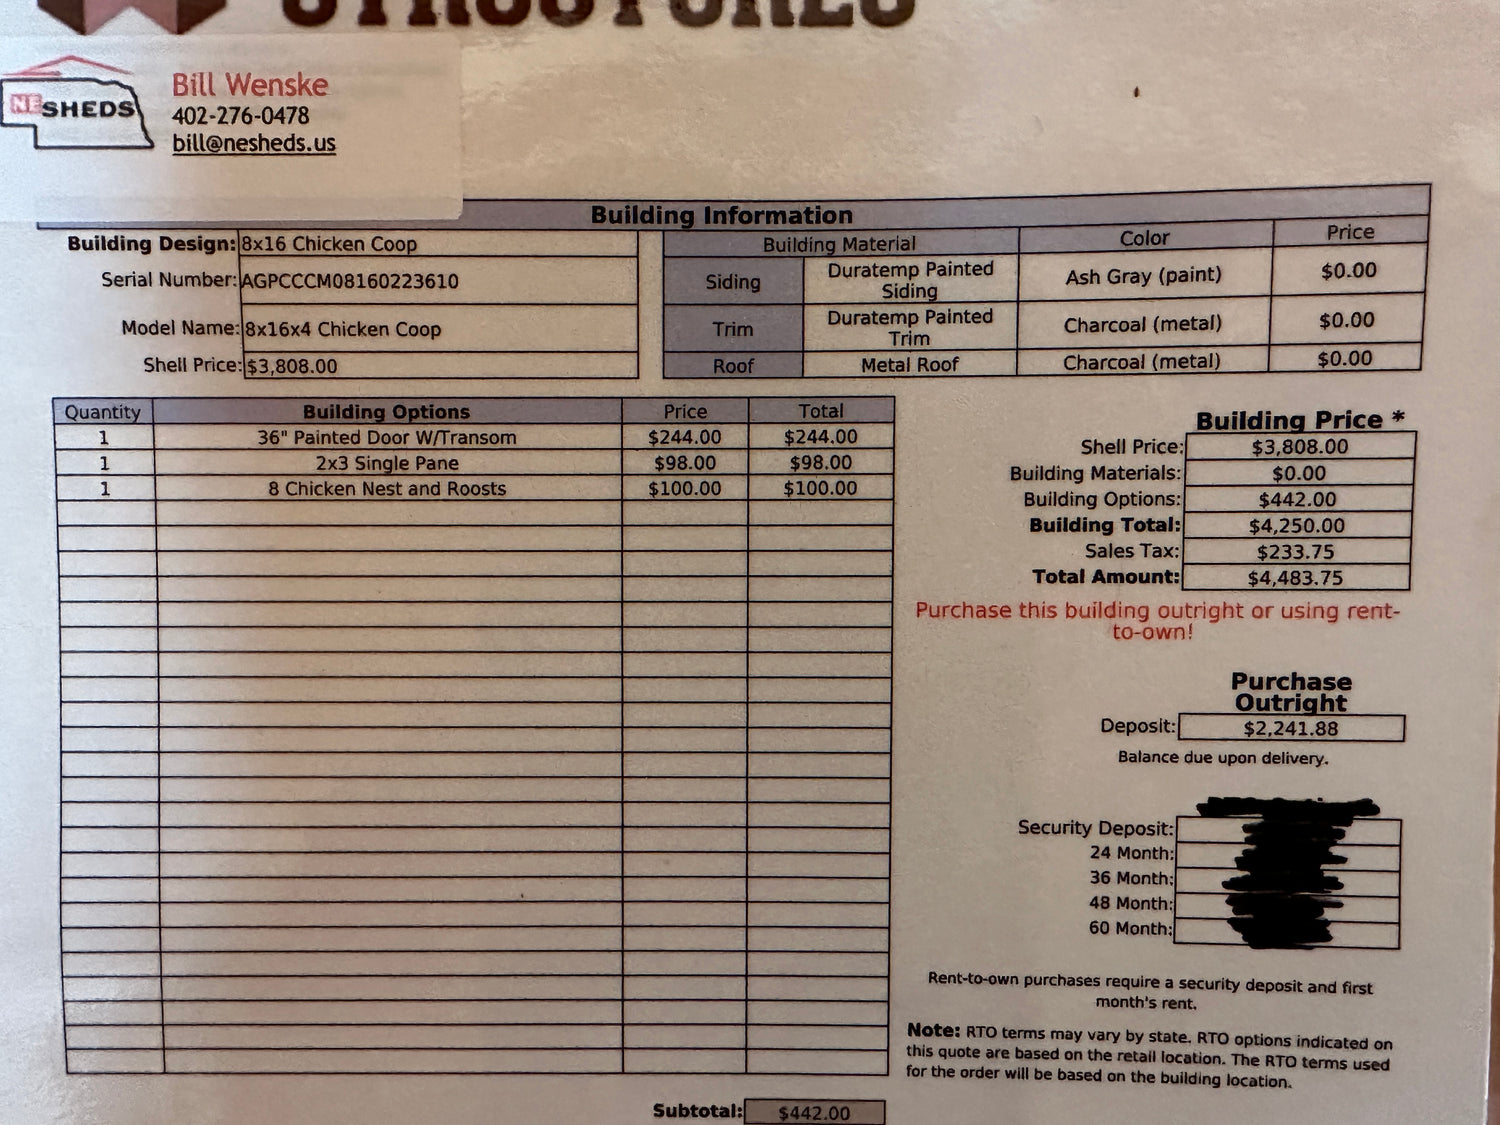 STRUCTURES
NESHEDS
Bill Wenske
402-276-0478
bill@nesheds.us
Building Information
Building Design: 8x16 Chicken Coop
Serial Number: AGPCCCM08160223610
Model Name: 8x16x4 Chicken Coop
Shell Price: $3,808.00
Building Material Color Price
Siding Duratemp Painted Siding Ash Gray (paint) $0.00
Trim Duratemp Painted Trim Charcoal (metal) $0.00
Roof Metal Roof Charcoal (metal) $0.00
Quantity Building Options Price Total
1 36" Painted Door W/Transom $244.00 $244.00
1 2x3 Single Pane $98.00 $98.00
1 8 Chicken Nest and Roosts $100.00 $100.00
Subtotal: $442.00
Building Price *
Shell Price: $3,808.00
Building Materials: $0.00
Building Options: $442.00
Building Total: $4,250.00
Sales Tax: $233.75
Total Amount: $4,483.75
Purchase this building outright or using rent-
to-own!
Purchase
Outright
Deposit: $2,241.88
Balance due upon delivery.
Security Deposit:
24 Month:
36 Month:
48 Month:
60 Month:
Rent-to-own purchases require a security deposit and first
month's rent.
Note: RTO terms may vary by state. RTO options indicated on
this quote are based on the retail location. The RTO terms used
for the order will be based on the building location.